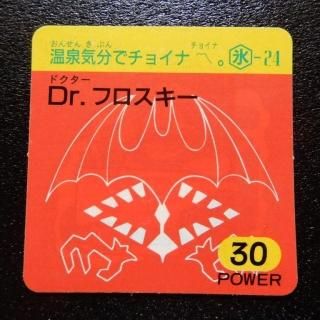 おんせん きぶん チョイナ
温泉気分でチョイナ〽。氷-24
ドクター
Dr.フロスキー
30
POWER